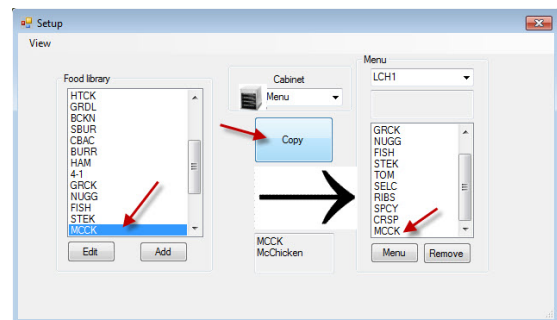 Setup
View
Food library
HTCK
GRDL
BCKN
SBUR
CBAC
BURR
HAM
4-1
GRCK
NUGG
FISH
STEK
MCCK
Edit
Add
Cabinet
Menu
Copy
MCCK
McChicken
Menu
LCH1
GRCK
NUGG
FISH
STEK
TOM
SELC
RIBS
SPCY
CRSP
MCCK
Menu
Remove